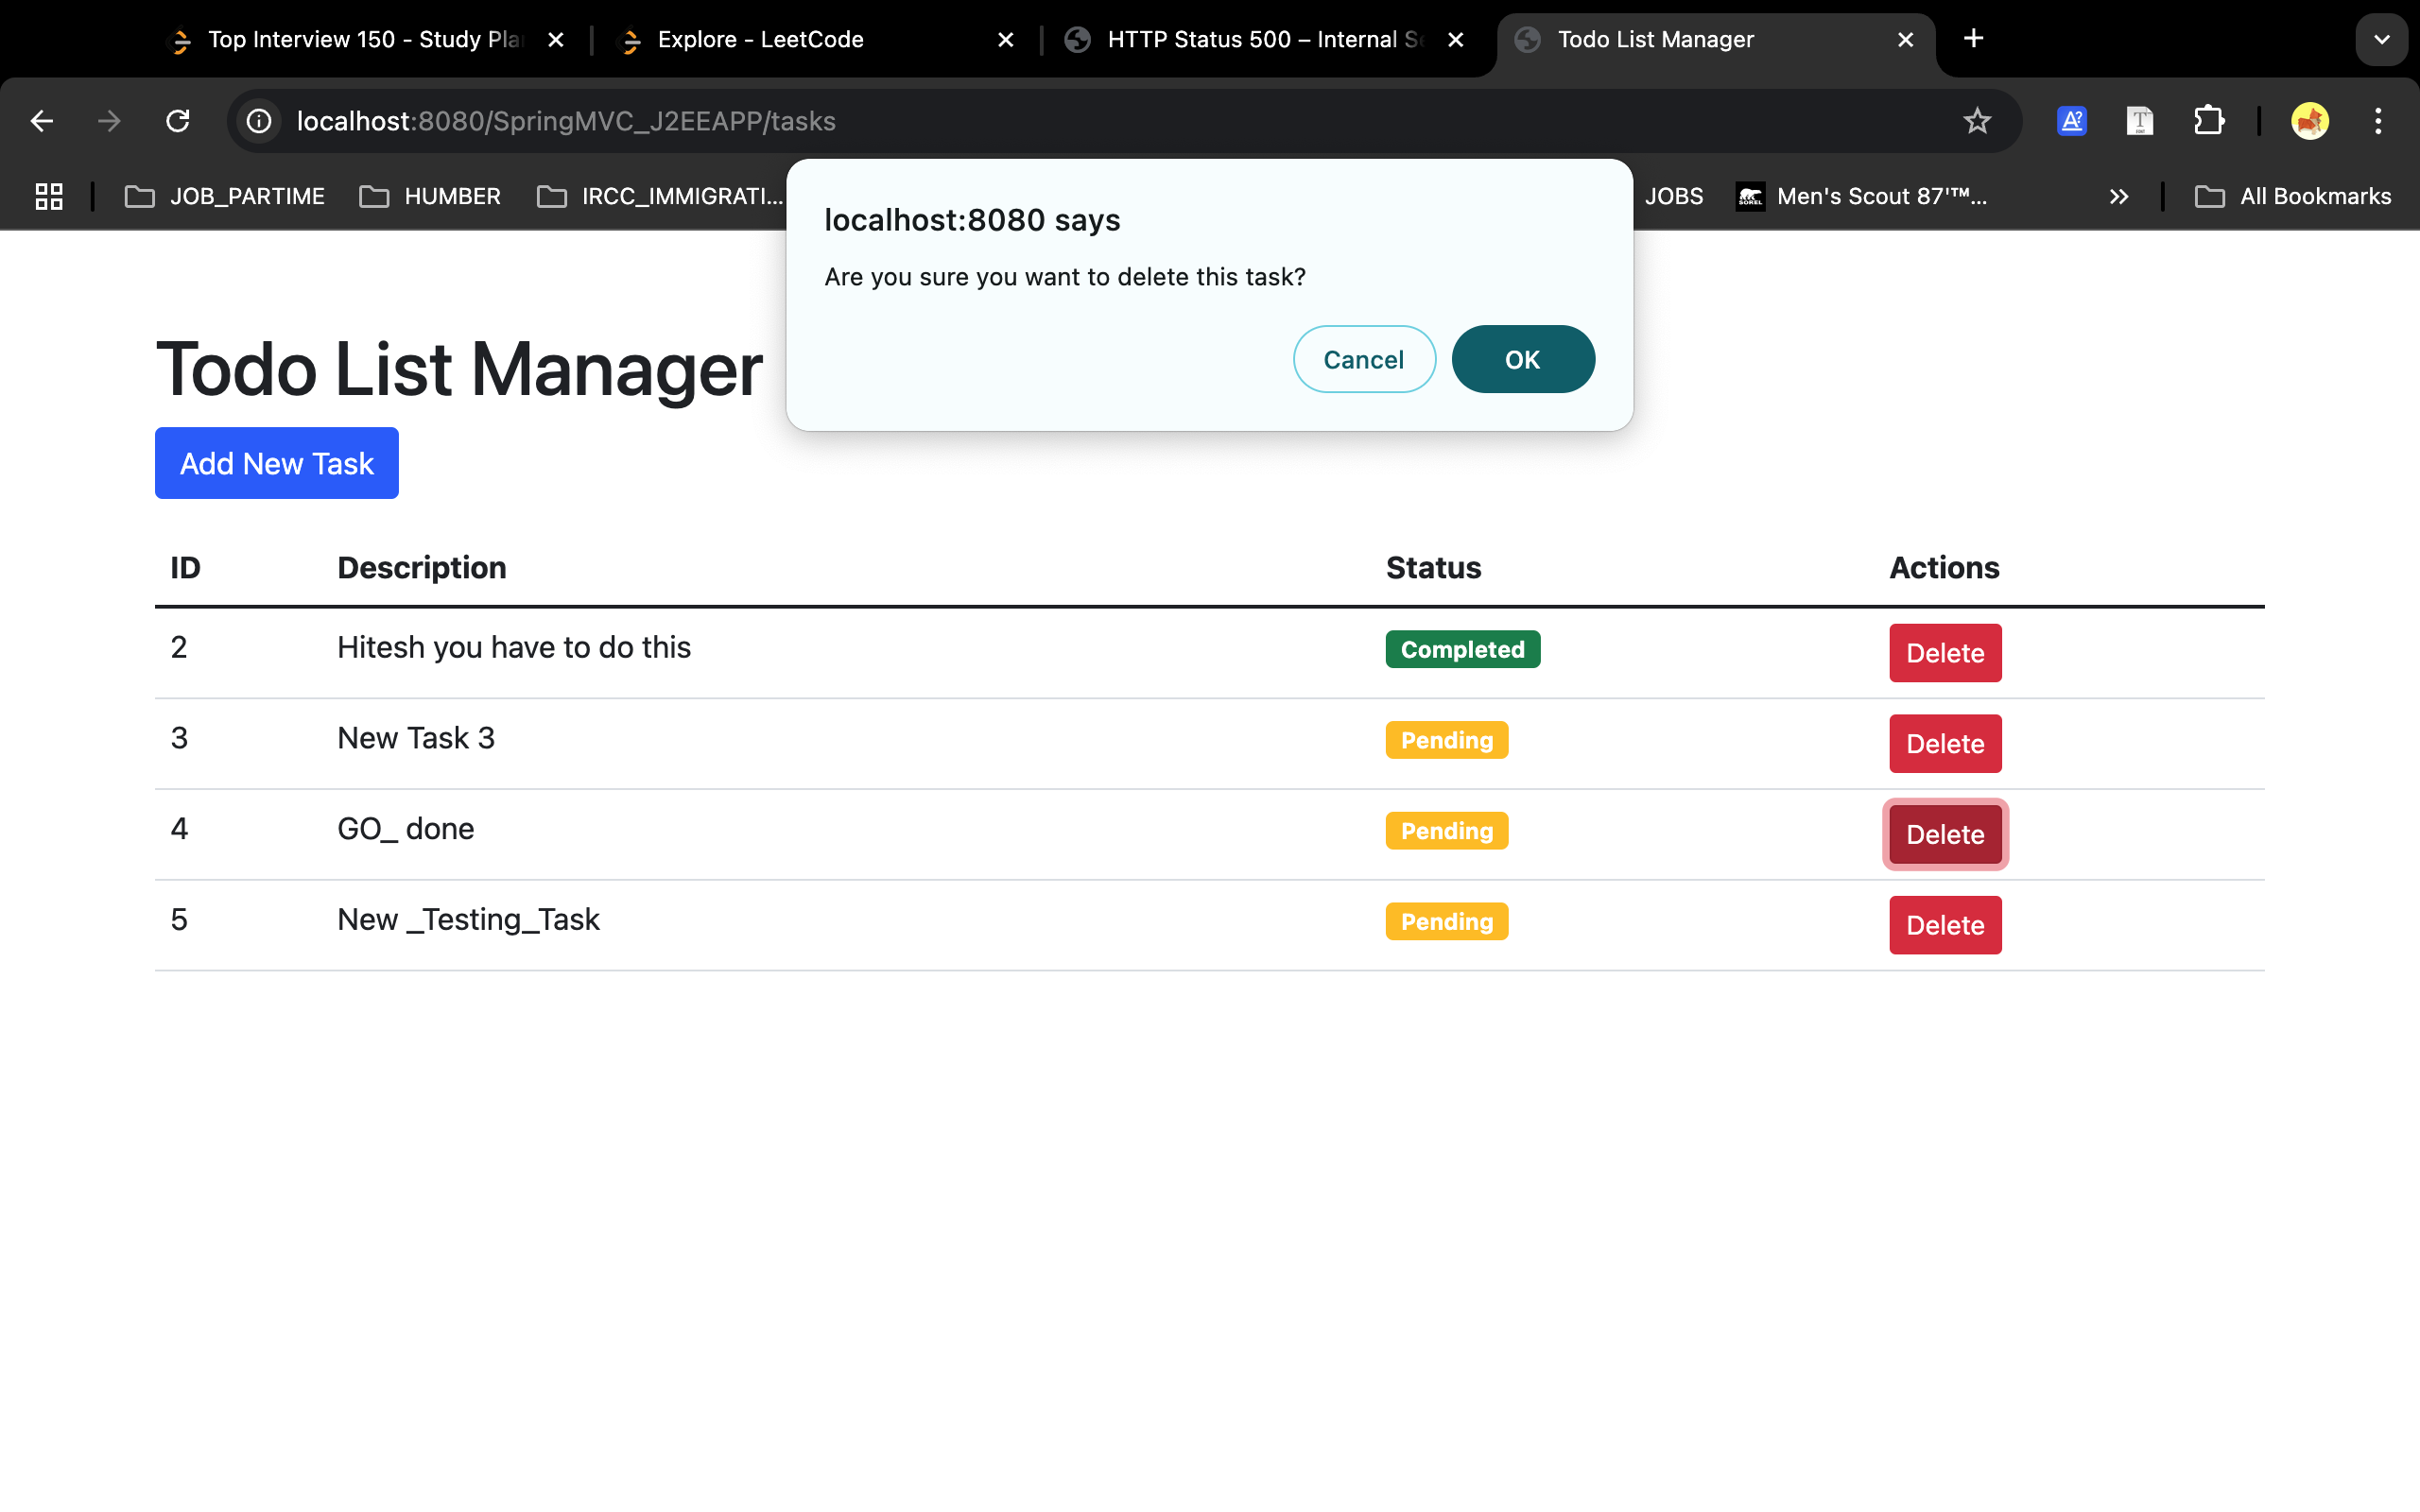 Top Interview 150 - Study Pla
Explore - LeetCode
HTTP Status 500 – Internal Se
Todo List Manager
localhost:8080/SpringMVC_J2EEAPP/tasks
JOB_PARTIME
HUMBER
IRCC_IMMIGRATI...
JOBS
Men's Scout 87'™...
All Bookmarks
localhost:8080 says
Are you sure you want to delete this task?
Cancel OK
Todo List Manager
Add New Task
ID Description Status Actions
2 Hitesh you have to do this Completed Delete
3 New Task 3 Pending Delete
4 GO_ done Pending Delete
5 New _Testing_Task Pending Delete